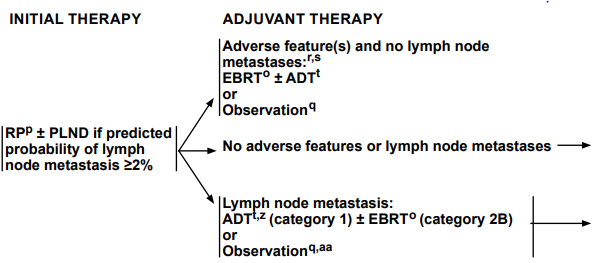 INITIAL THERAPY
ADJUVANT THERAPY
Adverse feature(s) and no lymph node
metastases:r,s
EBRTo ± ADTt
or
Observationq
RPp ± PLND if predicted
probability of lymph
node metastasis ≥2%
No adverse features or lymph node metastases
Lymph node metastasis:
ADTt,z (category 1) ± EBRTo (category 2B)
or
Observationq,aa